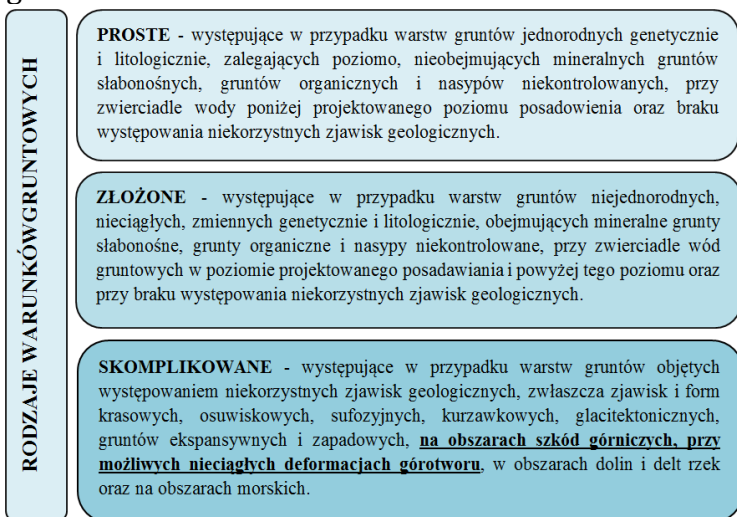 RODZAJE WARUNKÓWGRUNTOWYCH
PROSTE - występujące w przypadku warstw gruntów jednorodnych genetycznie
i litologicznie, zalegających poziomo, nieobejmujących mineralnych gruntów
słabonośnych, gruntów organicznych i nasypów niekontrolowanych, przy
zwierciadle wody poniżej projektowanego poziomu posadowienia oraz braku
występowania niekorzystnych zjawisk geologicznych.
ZŁOŻONE - występujące w przypadku warstw gruntów niejednorodnych,
nieciągłych, zmiennych genetycznie i litologicznie, obejmujących mineralne grunty
słabonośne, grunty organiczne i nasypy niekontrolowane, przy zwierciadle wód
gruntowych w poziomie projektowanego posadawiania i powyżej tego poziomu oraz
przy braku występowania niekorzystnych zjawisk geologicznych.
SKOMPLIKOWANE - występujące w przypadku warstw gruntów objętych
występowaniem niekorzystnych zjawisk geologicznych, zwłaszcza zjawisk i form
krasowych, osuwiskowych, sufozyjnych, kurzawkowych, glacitektonicznych,
gruntów ekspansywnych i zapadowych, na obszarach szkód górniczych, przy
możliwych nieciągłych deformacjach górotworu, w obszarach dolin i delt rzek
oraz na obszarach morskich.